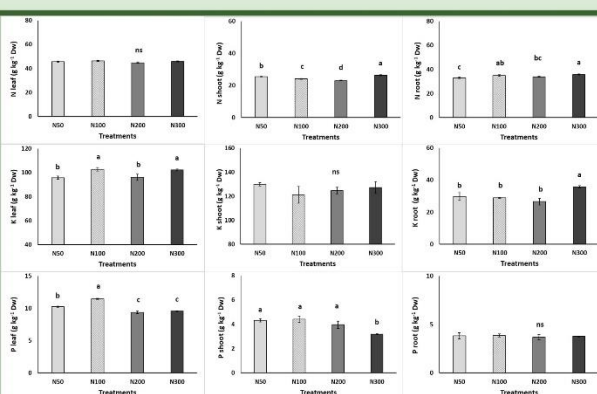 N leaf (g kg⁻¹ Dw)
80
60
40
20
0
ns
N50 N100 N200 N300
Treatments
N shoot (g kg⁻¹ Dw)
60
40
20
0
b c d a
N50 N100 N200 N300
Treatments
N root (g kg⁻¹ Dw)
80
60
40
20
0
c ab bc a
N50 N100 N200 N300
Treatments
K leaf (g kg⁻¹ Dw)
120
100
80
60
40
b a b a
N50 N100 N200 N300
Treatments
K shoot (g kg⁻¹ Dw)
160
140
120
100
80
ns
N50 N100 N200 N300
Treatments
K root (g kg⁻¹ Dw)
60
40
20
0
b b b a
N50 N100 N200 N300
Treatments
P leaf (g kg⁻¹ Dw)
15
10
5
0
b a c c
N50 N100 N200 N300
Treatments
P shoot (g kg⁻¹ Dw)
8
6
4
2
0
a a a b
N50 N100 N200 N300
Treatments
P root (g kg⁻¹ Dw)
10
5
0
ns
N50 N100 N200 N300
Treatments